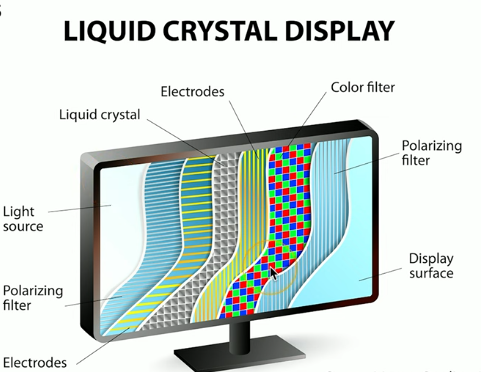 LIQUID CRYSTAL DISPLAY
Electrodes
Color filter
Liquid crystal
Polarizing
filter
Light
source
Display
surface
Polarizing
filter
Electrodes